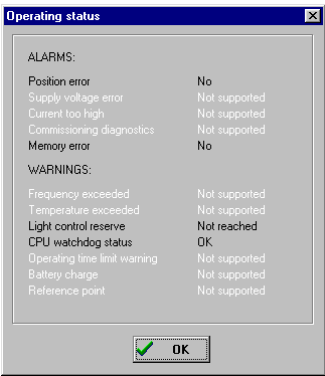 Operating status
ALARMS:
Position error No
Supply voltage error Not supported
Current too high Not supported
Commissioning diagnostics Not supported
Memory error No
WARNINGS:
Frequency exceeded Not supported
Temperature exceeded Not supported
Light control reserve Not reached
CPU watchdog status OK
Operating time limit warning Not supported
Battery charge Not supported
Reference point Not supported
OK